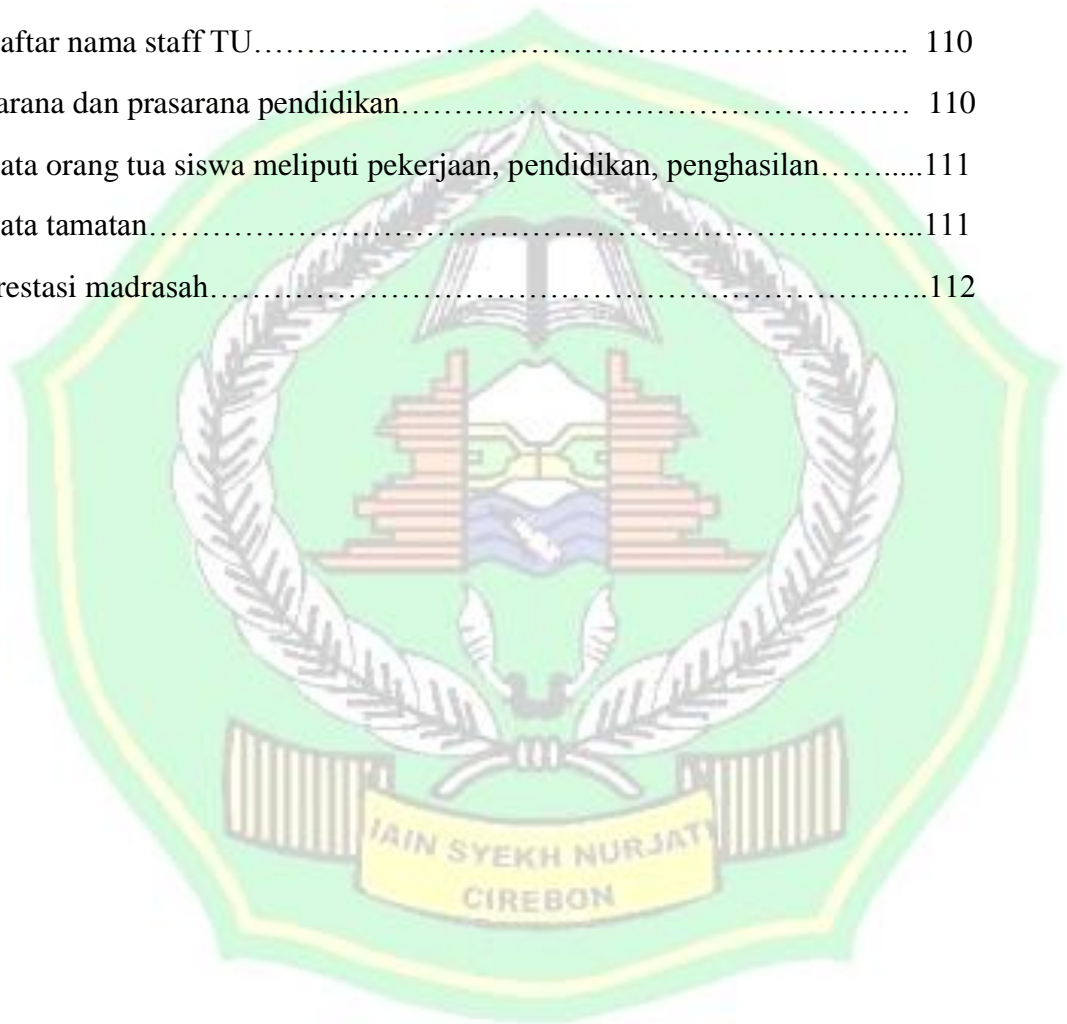 aftar nama staff TU…………………………………………………….. 110
arana dan prasarana pendidikan…………………………………………… 110
ata orang tua siswa meliputi pekerjaan, pendidikan, penghasilan…….....111
ata tamatan……………………………………………………………….....111
restasi madrasah……………………………………………………………..112
IAIN SYEKH NURJATI
CIREBON